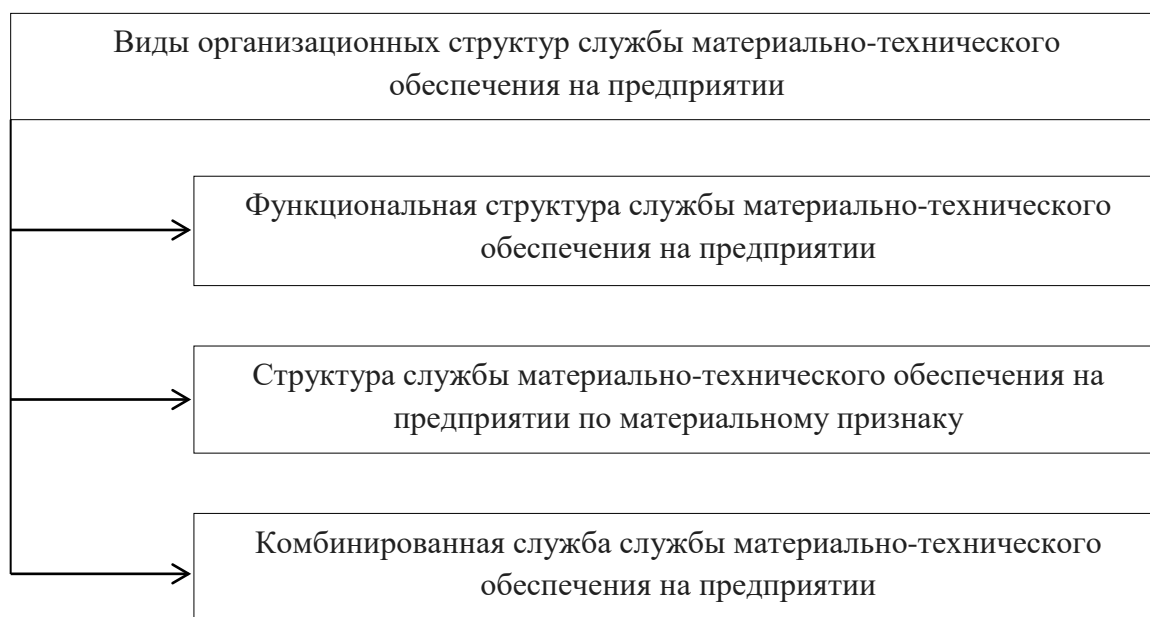 Виды организационных структур службы материально-технического
обеспечения на предприятии
Функциональная структура службы материально-технического
обеспечения на предприятии
Структура службы материально-технического обеспечения на
предприятии по материальному признаку
Комбинированная служба службы материально-технического
обеспечения на предприятии